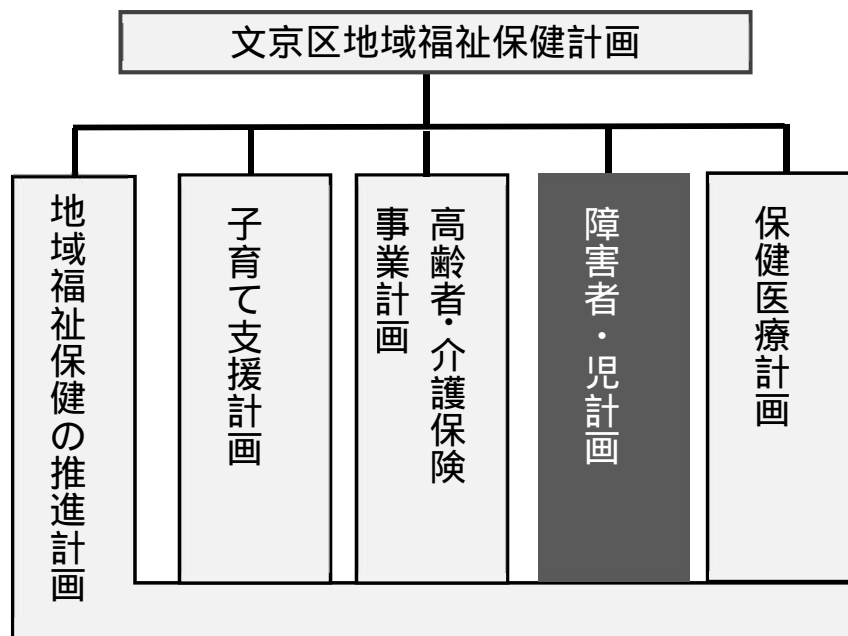 文京区地域福祉保健計画
地域福祉保健の推進計画
子育て支援計画
高齢者・介護保険
事業計画
障害者・児計画
保健医療計画